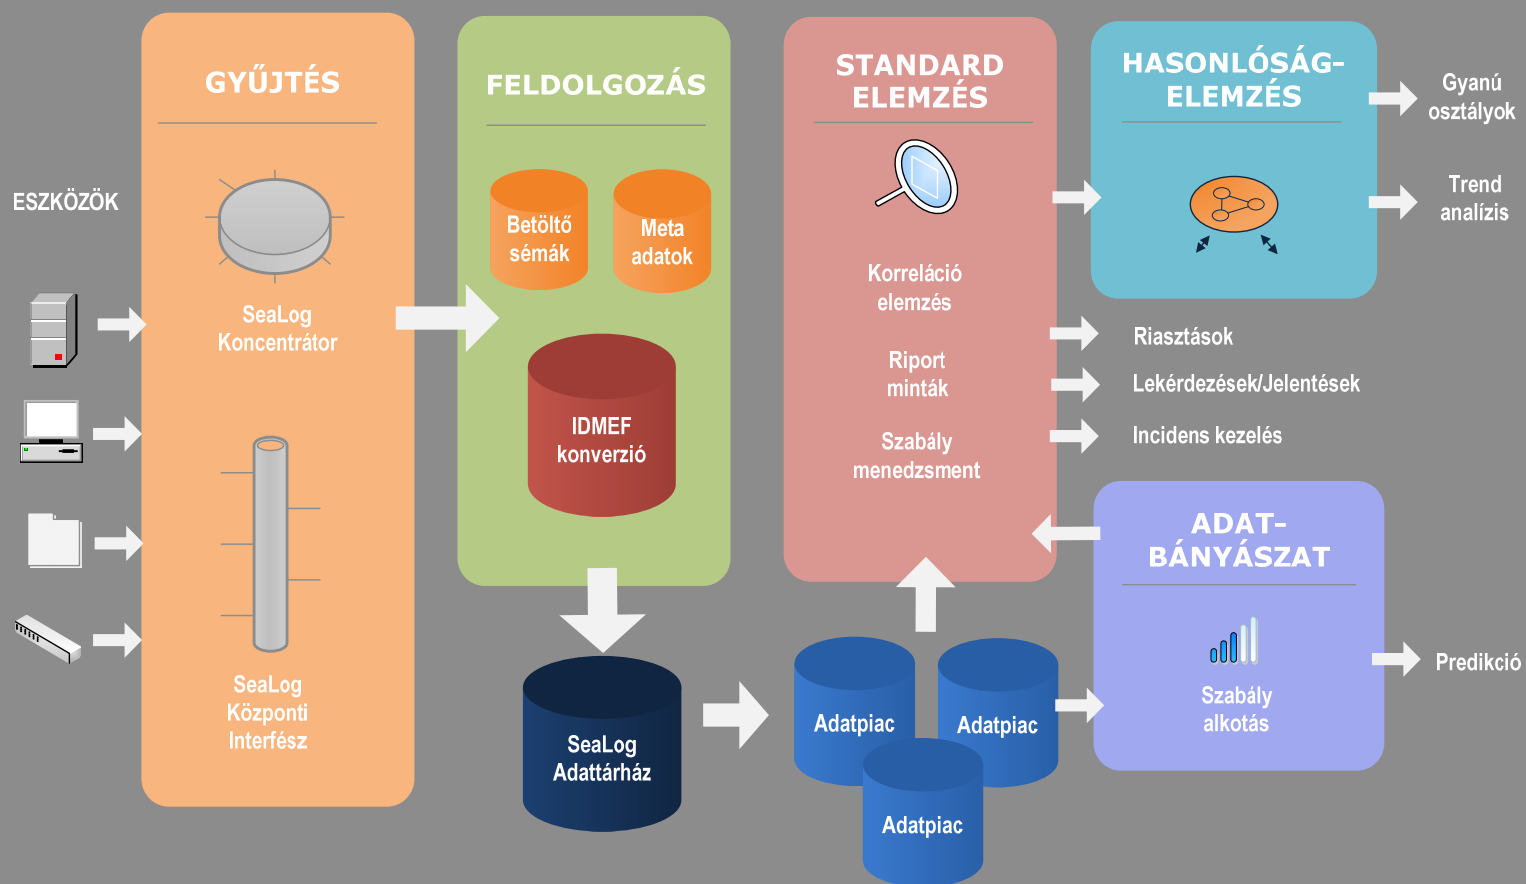 ESZKÖZÖK
GYŰJTÉS
SeaLog
Koncentrátor
SeaLog
Központi
Interfész
FELDOLGOZÁS
Betöltő
sémák
Meta
adatok
IDMEF
konverzió
SeaLog
Adattárház
STANDARD
ELEMZÉS
Korreláció
elemzés
Riport
minták
Szabály
menedzsment
Adatpiac
Adatpiac
Adatpiac
HASONLÓSÁG-
ELEMZÉS
Gyanú
osztályok
Trend
analízis
Riasztások
Lekérdezések/Jelentések
Incidens kezelés
ADAT-
BÁNYÁSZAT
Szabály
alkotás
Predikció